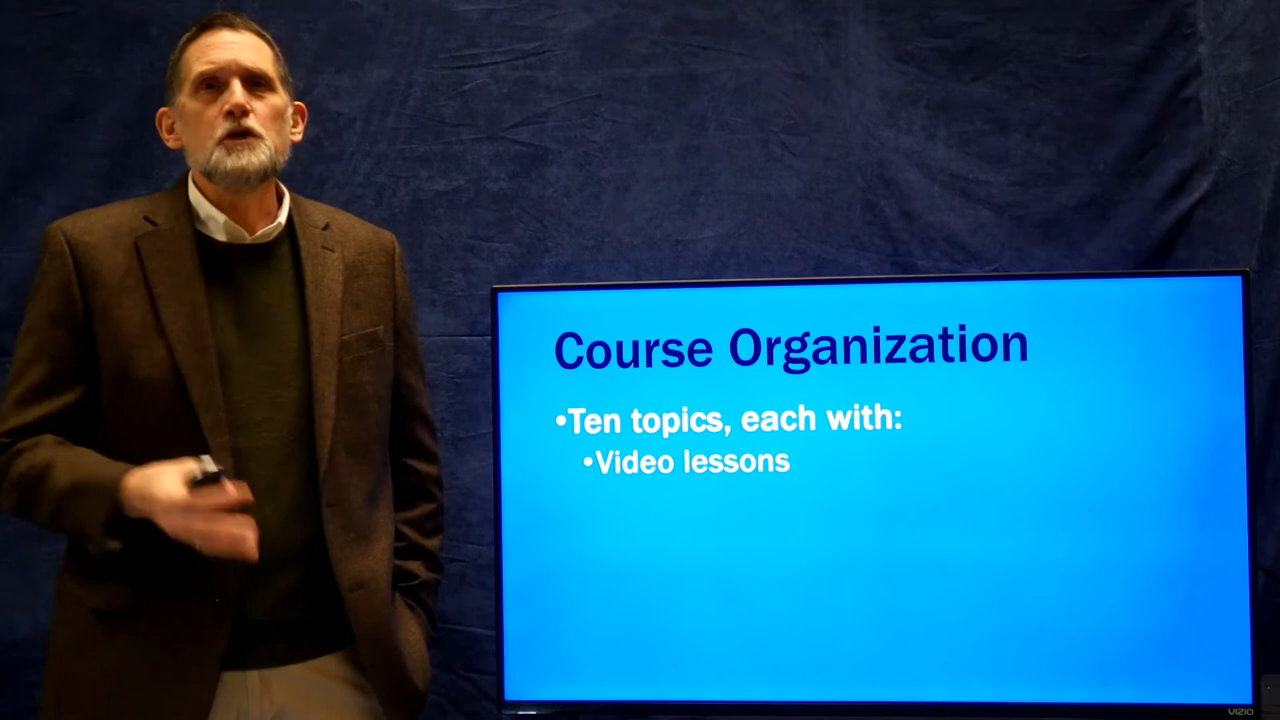 Course Organization
•Ten topics, each with:
•Video lessons
VIZIO